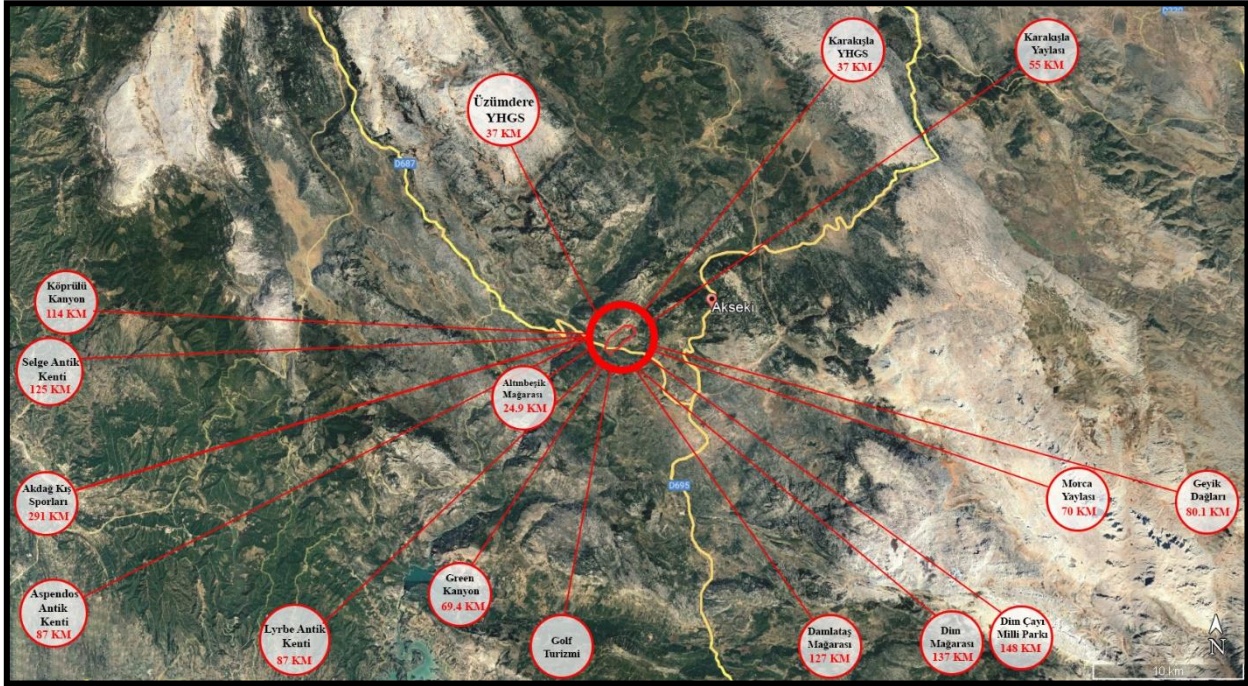 Karakışla
YHGS
37 KM
Karakışla
Yaylası
55 KM
Üzümdere
YHGS
37 KM
D687
Köprülü
Kanyon
114 KM
Akseki
Selge Antik
Kenti
125 KM
Altınbeşik
Mağarası
24.9 KM
Akdağ Kış
Sporları
291 KM
D695
Morca
Yaylası
70 KM
Geyik
Dağları
80.1 KM
Aspendos
Antik
Kenti
87 KM
Lyrbe Antik
Kenti
87 KM
Green
Kanyon
69.4 KM
Golf
Turizmi
Damlataş
Mağarası
127 KM
Dim
Mağarası
137 KM
Dim Çayı
Milli Parkı
148 KM
N
10 km